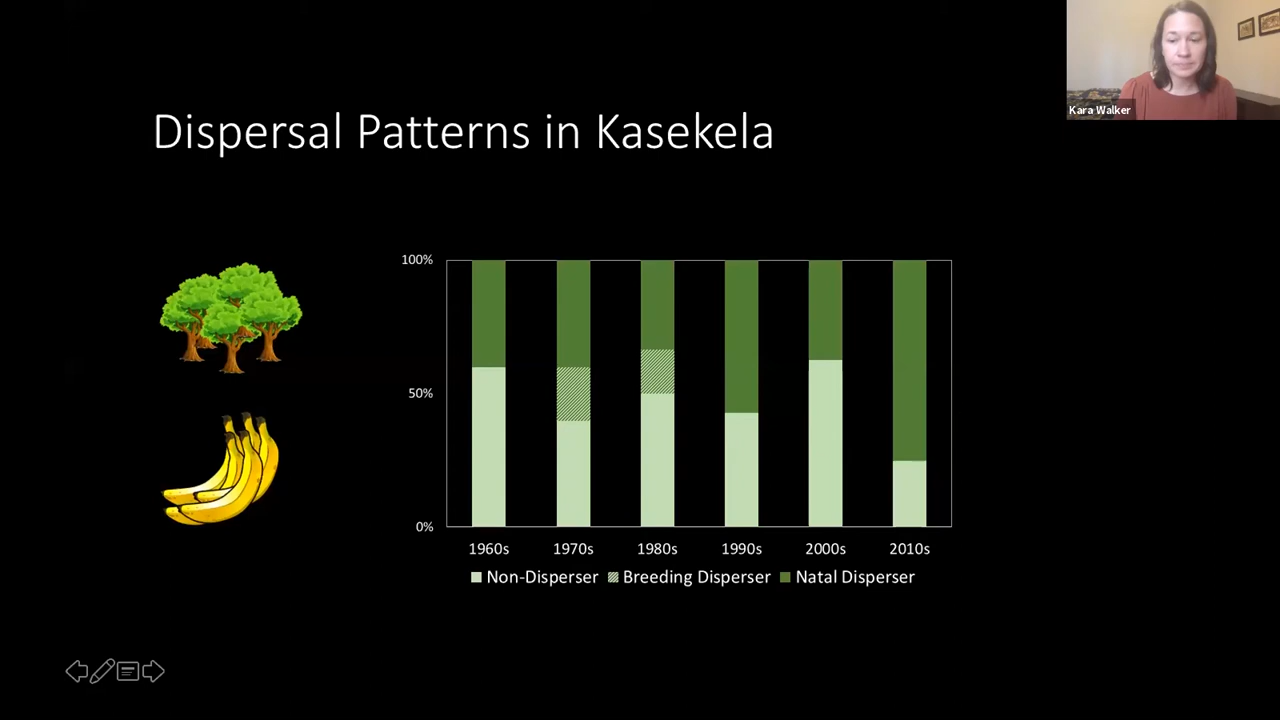 Kara Walker
Dispersal Patterns in Kasekela
100%
50%
0%
1960s 1970s 1980s 1990s 2000s 2010s
Non-Disperser Breeding Disperser Natal Disperser